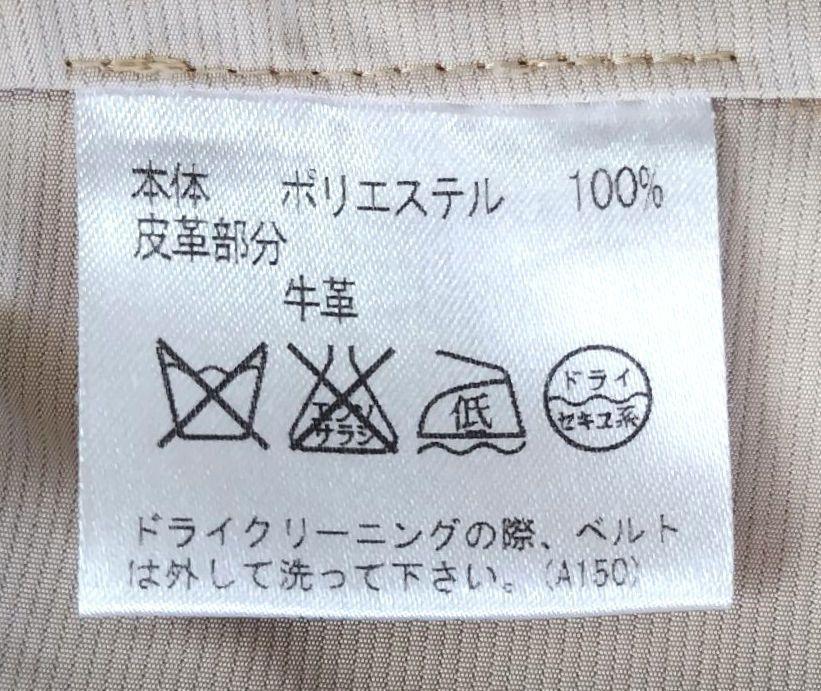 本体 ポリエステル 100%
皮革部分
牛革
エンソ
サラシ
低
ドライ
セキユ系
ドライクリーニングの際、ベルト
は外して洗って下さい。(A150)